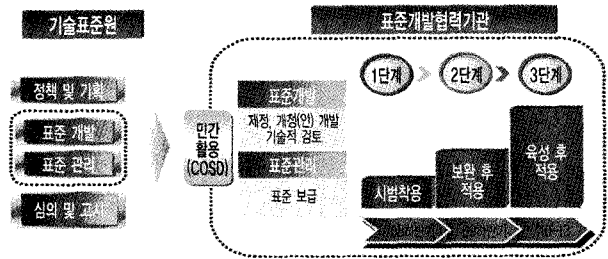 기술표준원
정책 및 기획
표준 개발
표준 관리
심의 및 고시
민간
활용
(COSD)
표준개발협력기관
표준개발
제정, 개정(안) 개발
기술적 검토
표준관리
표준 보급
1단계
2단계
3단계
시범착용
보완 후
적용
육성 후
적용